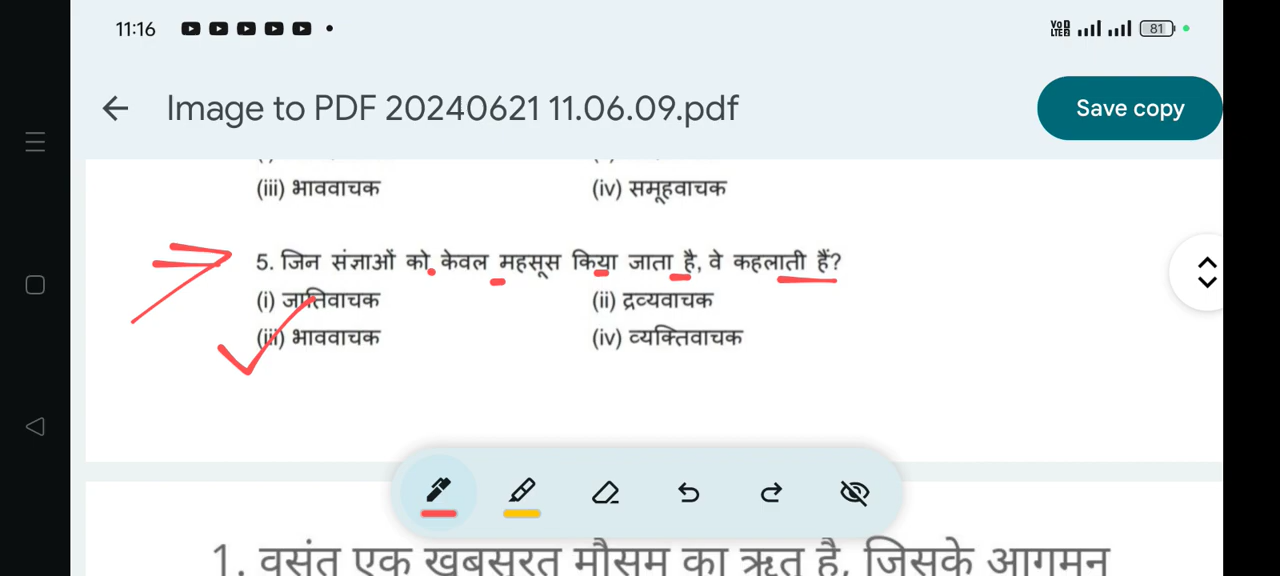 11:16
VoD LTE2 81
Image to PDF 20240621 11.06.09.pdf
Save copy
(iii) भाववाचक (iv) समूहवाचक
5. जिन संज्ञाओं को केवल महसूस किया जाता है, वे कहलाती हैं?
(i) जातिवाचक (ii) द्रव्यवाचक
(iii) भाववाचक (iv) व्यक्तिवाचक
1. वसंत एक खूबसूरत मौसम का ऋतु है, जिसके आगमन